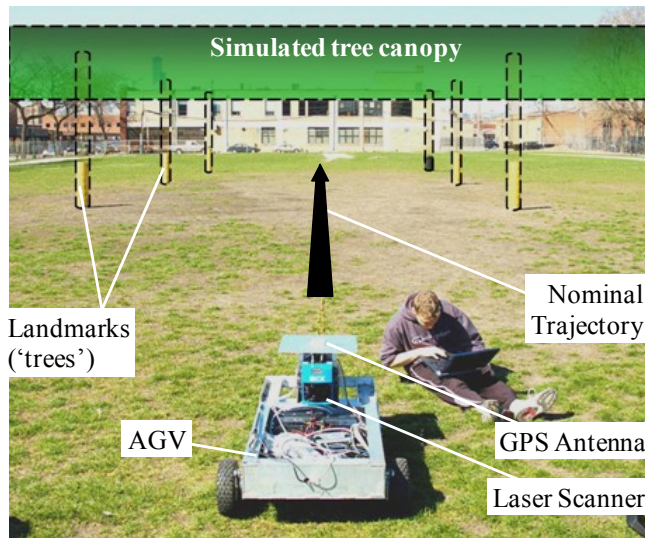 Simulated tree canopy
Nominal
Trajectory
Landmarks
(‘trees’)
AGV
GPS Antenna
Laser Scanner